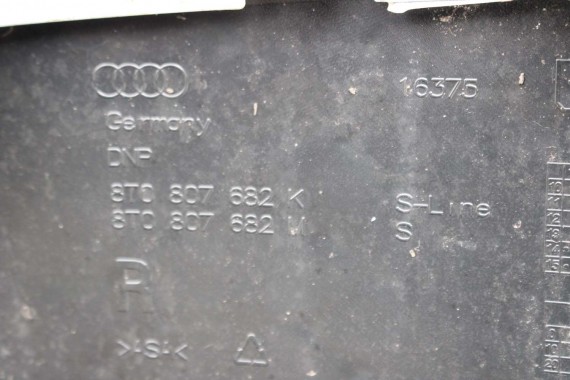 16375
Germany
DNP
8T0 807 682 K S-Line
8T0 807 682 M S
R